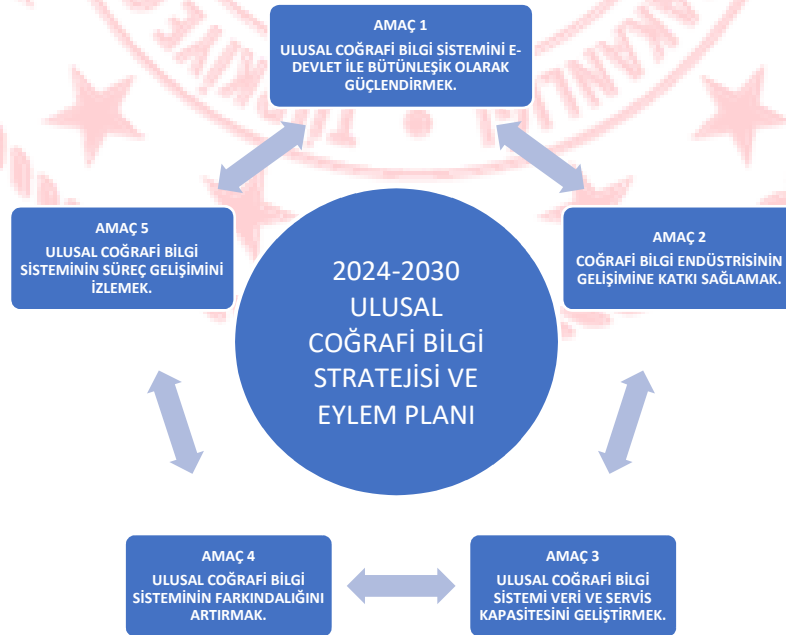 AMAÇ 1
ULUSAL COĞRAFİ BİLGİ SİSTEMİNİ E-
DEVLET İLE BÜTÜNLEŞİK OLARAK
GÜÇLENDİRMEK.
AMAÇ 5
ULUSAL COĞRAFİ BİLGİ
SİSTEMİNİN SÜREÇ GELİŞİMİNİ
İZLEMEK.
AMAÇ 2
COĞRAFİ BİLGİ ENDÜSTRİSİNİN
GELİŞİMİNE KATKI SAĞLAMAK.
2024-2030
ULUSAL
COĞRAFİ BİLGİ
STRATEJİSİ VE
EYLEM PLANI
AMAÇ 4
ULUSAL COĞRAFİ BİLGİ
SİSTEMİNİN FARKINDALIĞINI
ARTIRMAK.
AMAÇ 3
ULUSAL COĞRAFİ BİLGİ
SİSTEMİ VERİ VE SERVİS
KAPASİTESİNİ GELİŞTİRMEK.